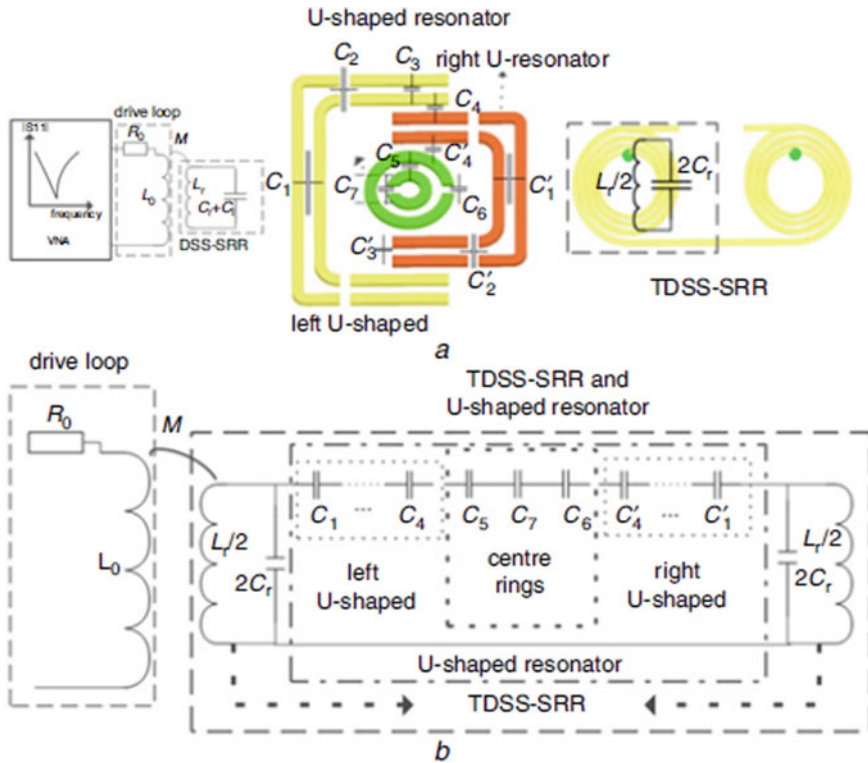 U-shaped resonator
C₂
C₃
right U-resonator
drive loop
|S11|
R₀
M
C₄
L₀
Lᵣ
Cᵣ+Cᵢ
frequency
VNA
DSS-SRR
C₁
C₅
C′₄
C₇
C₆
C′₁
C′₃
C′₂
left U-shaped
Lᵣ/2
2Cᵣ
TDSS-SRR
a
drive loop
TDSS-SRR and
U-shaped resonator
R₀
M
L₀
Lᵣ/2
2Cᵣ
C₁ ... C₄
C₅ C₇ C₆
C′₄ ... C′₁
Lᵣ/2
2Cᵣ
left
U-shaped
centre
rings
right
U-shaped
U-shaped resonator
TDSS-SRR
b